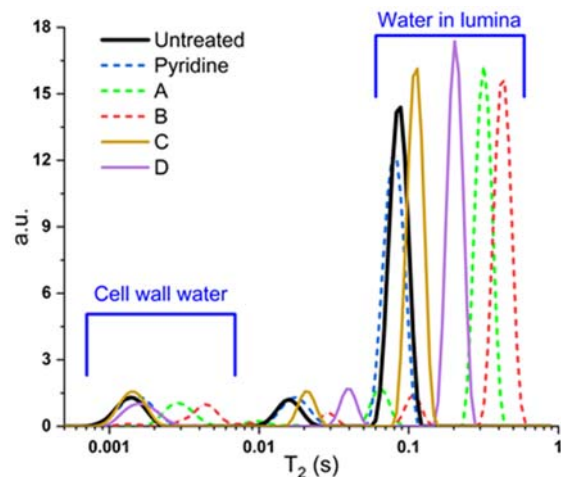 Water in lumina
18
15
12
9
6
3
0
a.u.
Untreated
Pyridine
A
B
C
D
Cell wall water
0.001 0.01 0.1 1
T₂ (s)